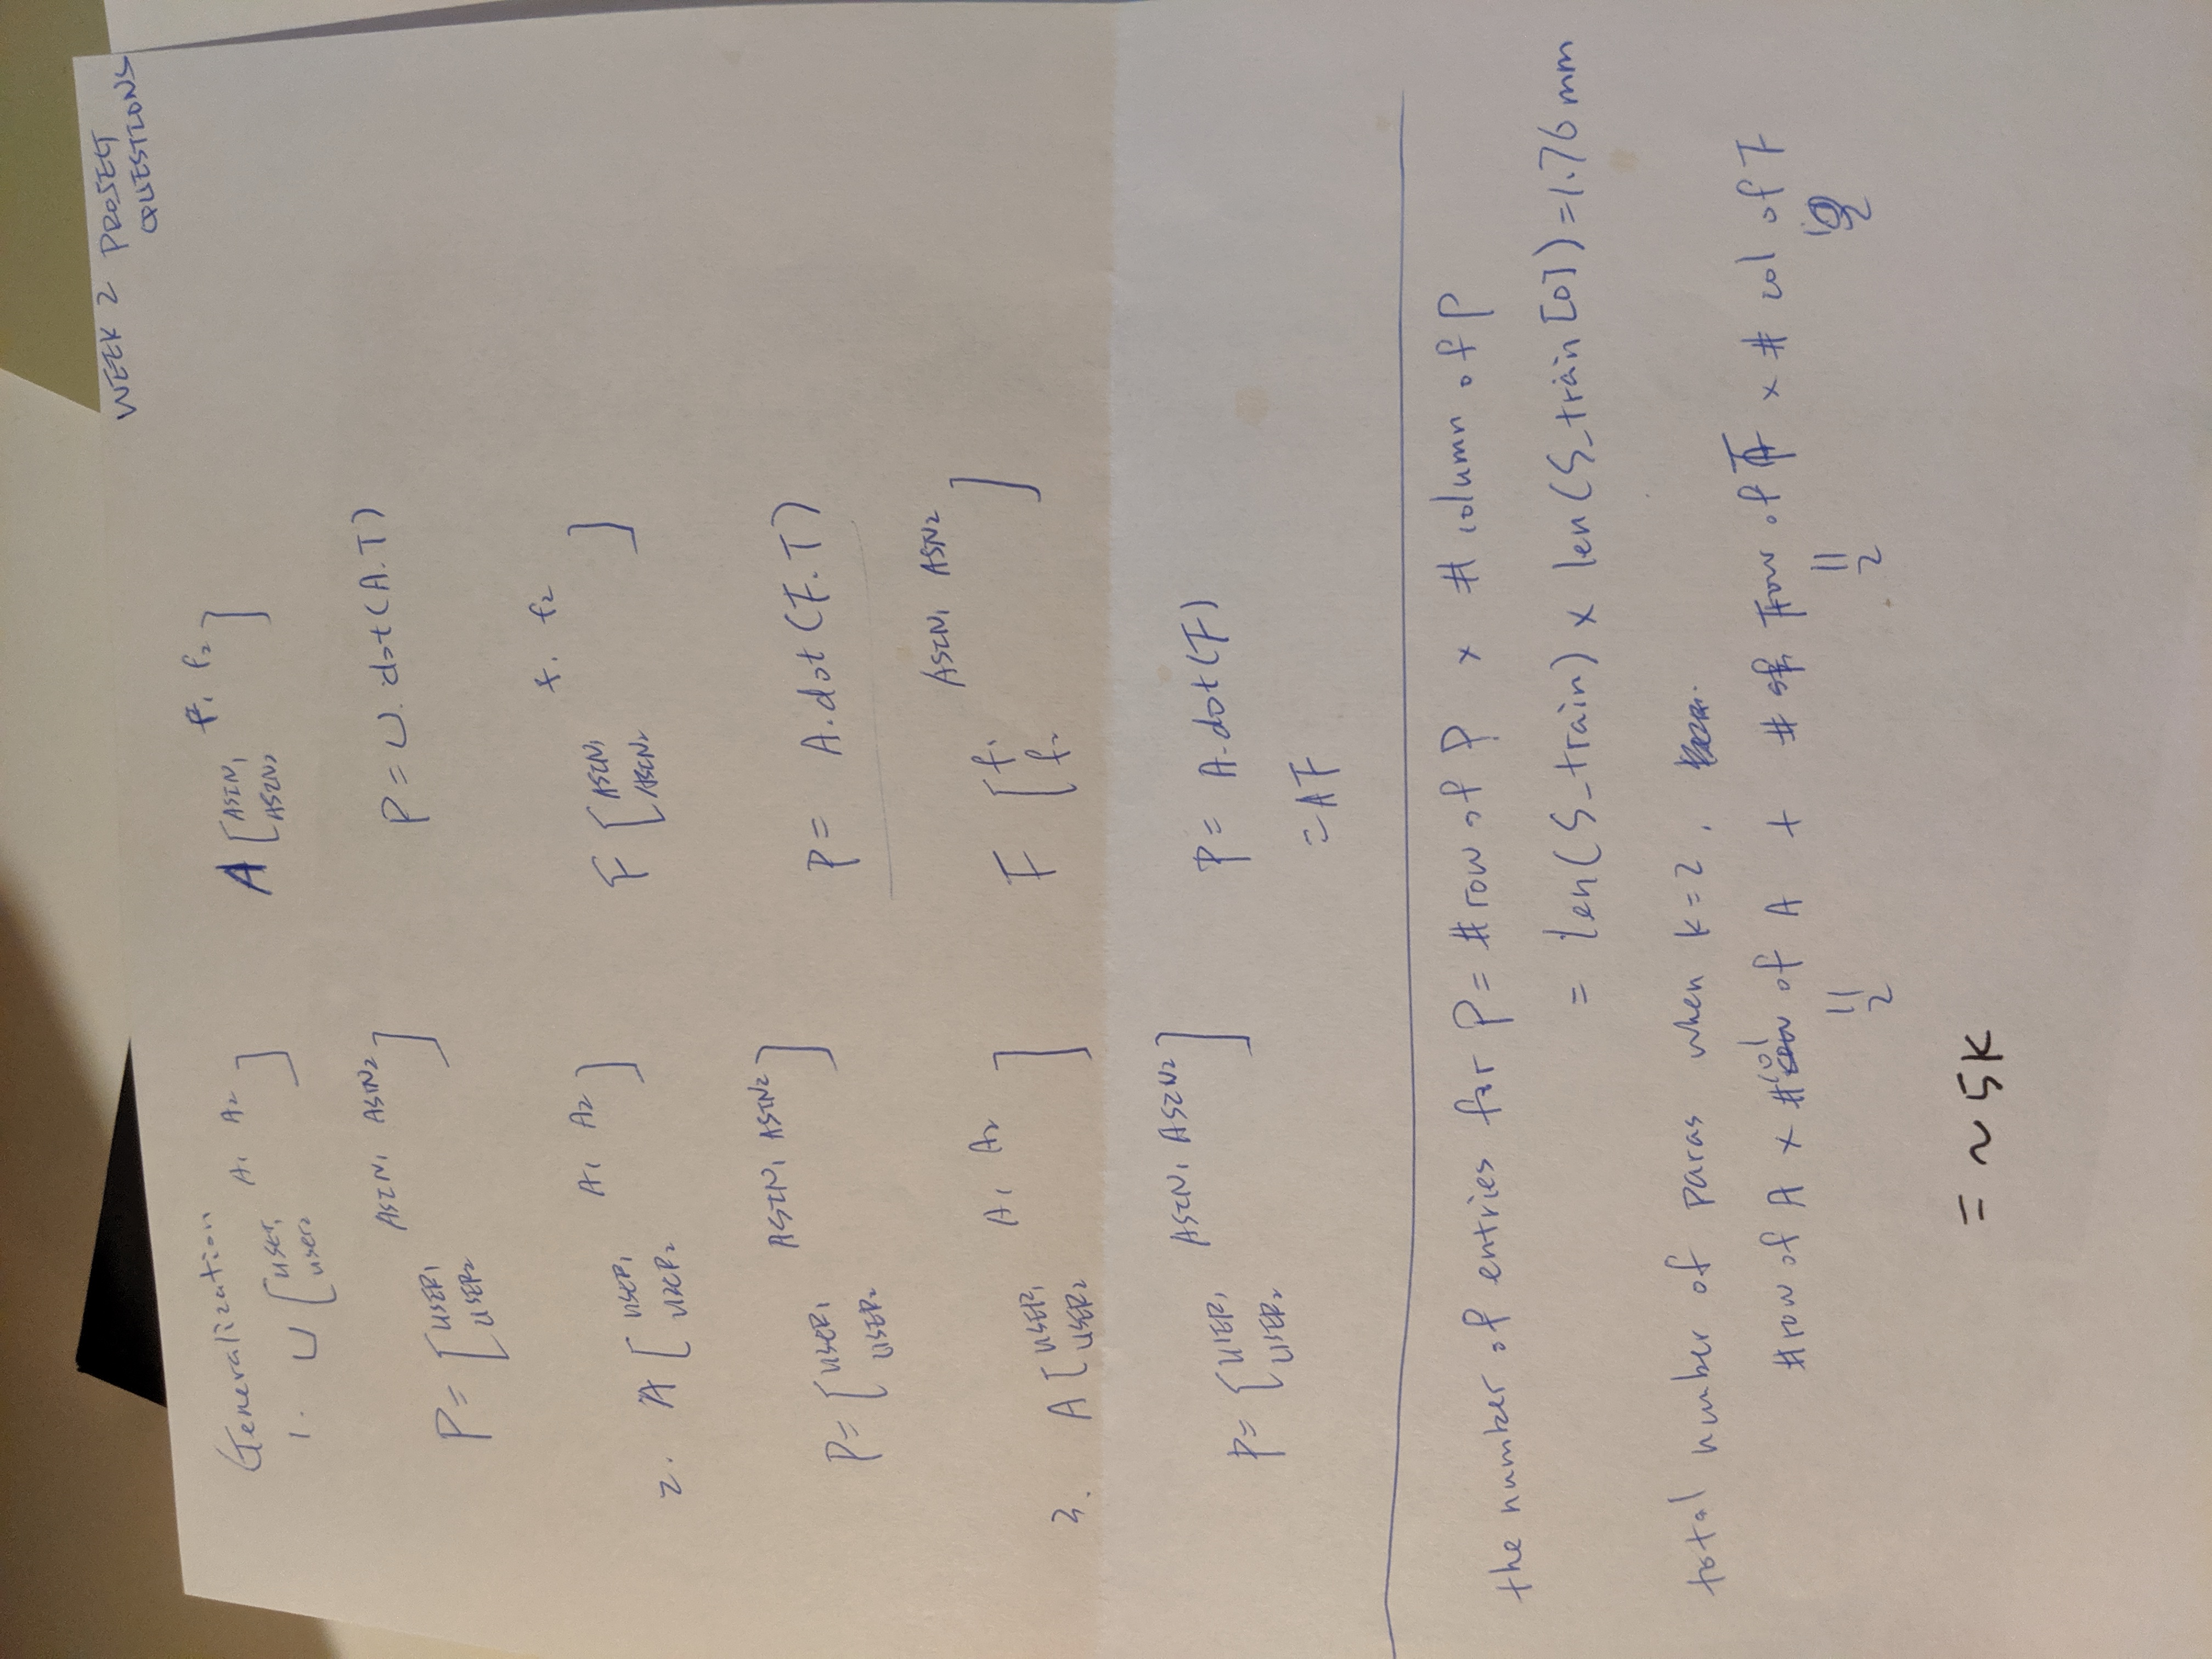 WEEK 2 PROJECT
QUESTIONS
Generalization
1. U [ USER1 USER2 A1 A2 ] A [ ASIN1 ASIN2 f1 f2 ]
P = [ USER1 USER2 ASIN1 ASIN2 ] P = U.dot(A.T)
2. A [ USER1 USER2 A1 A2 ] F [ ASIN1 ASIN2 f1 f2 ]
P = [ USER1 USER2 ASIN1 ASIN2 ] P = A.dot(F.T)
3. A [ USER1 USER2 A1 A2 ] F [ f1 f2 ASIN1 ASIN2 ]
P = [ USER1 USER2 ASIN1 ASIN2 ] P = A.dot(F)
= AF
the number of entries for P = # row of P x # column of P
= len(S_train) x len(S_train[0]) = 1.76 mm
total number of paras when k=2,
# row of A x # col of A + # row of F x # col of F
= ~5k